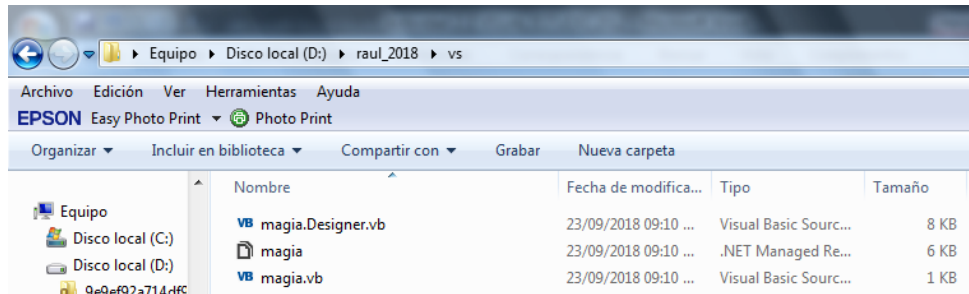 Equipo Disco local (D:) raul_2018 vs
Archivo Edición Ver Herramientas Ayuda
EPSON Easy Photo Print Photo Print
Organizar Incluir en biblioteca Compartir con Grabar Nueva carpeta
Nombre Fecha de modifica... Tipo Tamaño
Equipo
Disco local (C:)
Disco local (D:)
VB magia.Designer.vb 23/09/2018 09:10 ... Visual Basic Sourc... 8 KB
magia 23/09/2018 09:10 ... .NET Managed Re... 6 KB
VB magia.vb 23/09/2018 09:10 ... Visual Basic Sourc... 1 KB